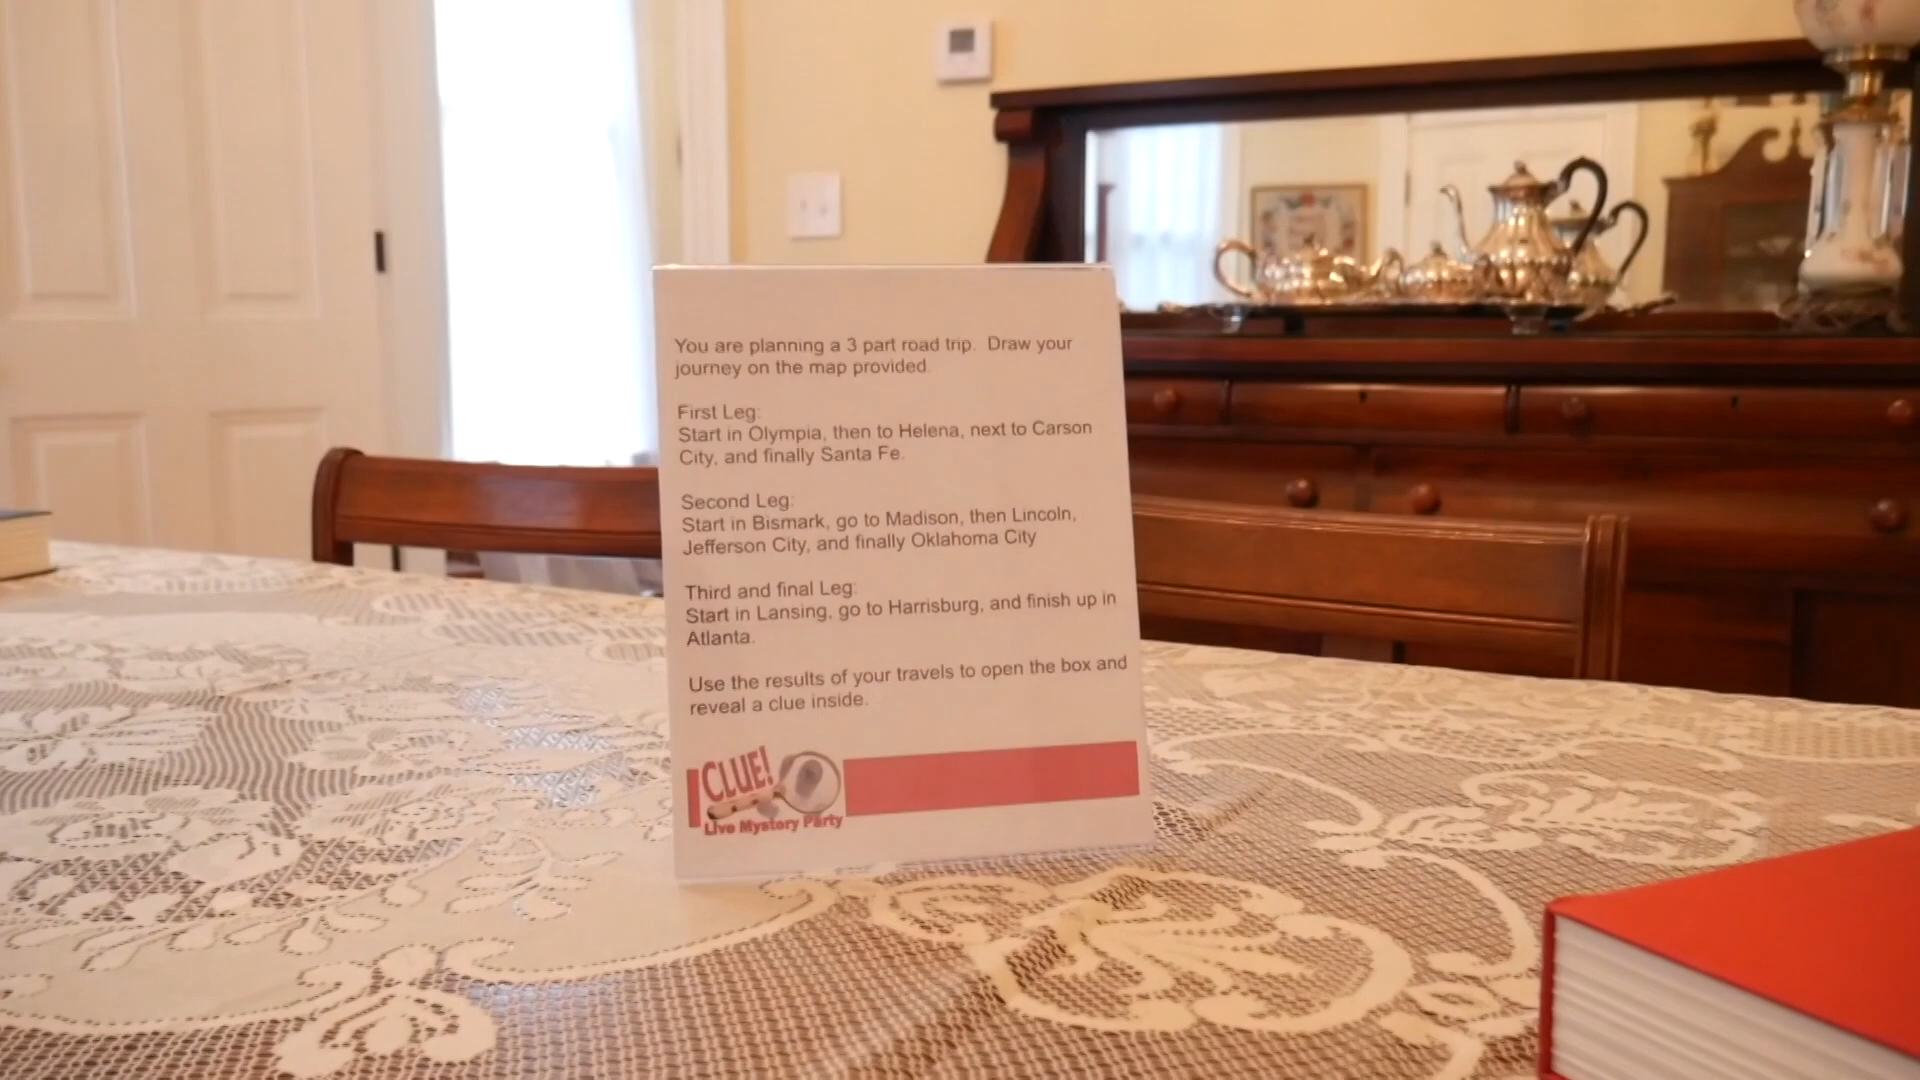 You are planning a 3 part road trip. Draw your
journey on the map provided.
First Leg:
Start in Olympia, then to Helena, next to Carson
City, and finally Santa Fe.
Second Leg:
Start in Bismark, go to Madison, then Lincoln,
Jefferson City, and finally Oklahoma City
Third and final Leg:
Start in Lansing, go to Harrisburg, and finish up in
Atlanta.
Use the results of your travels to open the box and
reveal a clue inside.
CLUE!
Live Mystery Party